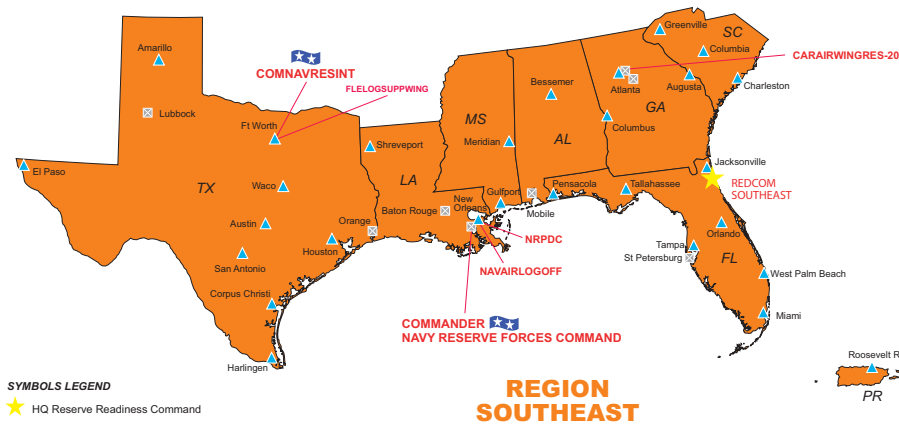 Greenville
SC
Columbia
CARAIRWINGRES-20
Amarillo
COMNAVRESINT
FLELOGSUPPWING
Bessemer
Atlanta
Augusta
Charleston
Lubbock
GA
MS
AL
Columbus
Ft Worth
Meridian
Shreveport
El Paso
Jacksonville
TX
LA
Waco
REDCOM
SOUTHEAST
Gulfport
Pensacola
Tallahassee
New
Orleans
Baton Rouge
Mobile
Austin
Orange
NRPDC
Orlando
Houston
Tampa
San Antonio
St Petersburg
FL
NAVAIRLOGOFF
West Palm Beach
Corpus Christi
Miami
COMMANDER
NAVY RESERVE FORCES COMMAND
Roosevelt R
Harlingen
PR
SYMBOLS LEGEND
HQ Reserve Readiness Command
REGION
SOUTHEAST